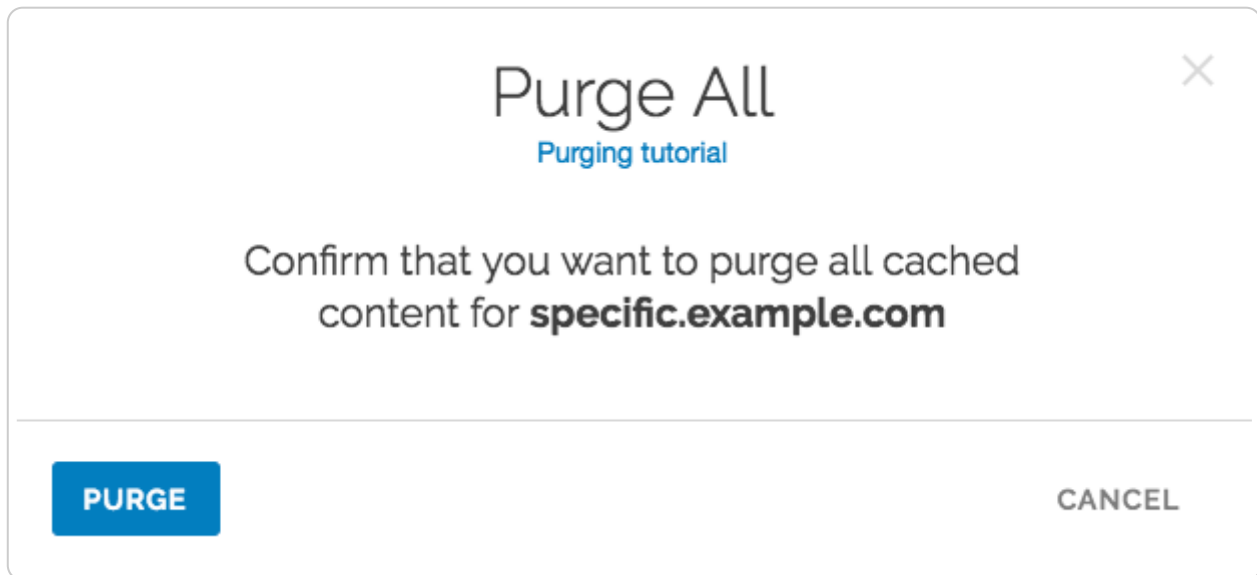 Purge All
Purging tutorial
Confirm that you want to purge all cached
content for specific.example.com
PURGE
CANCEL